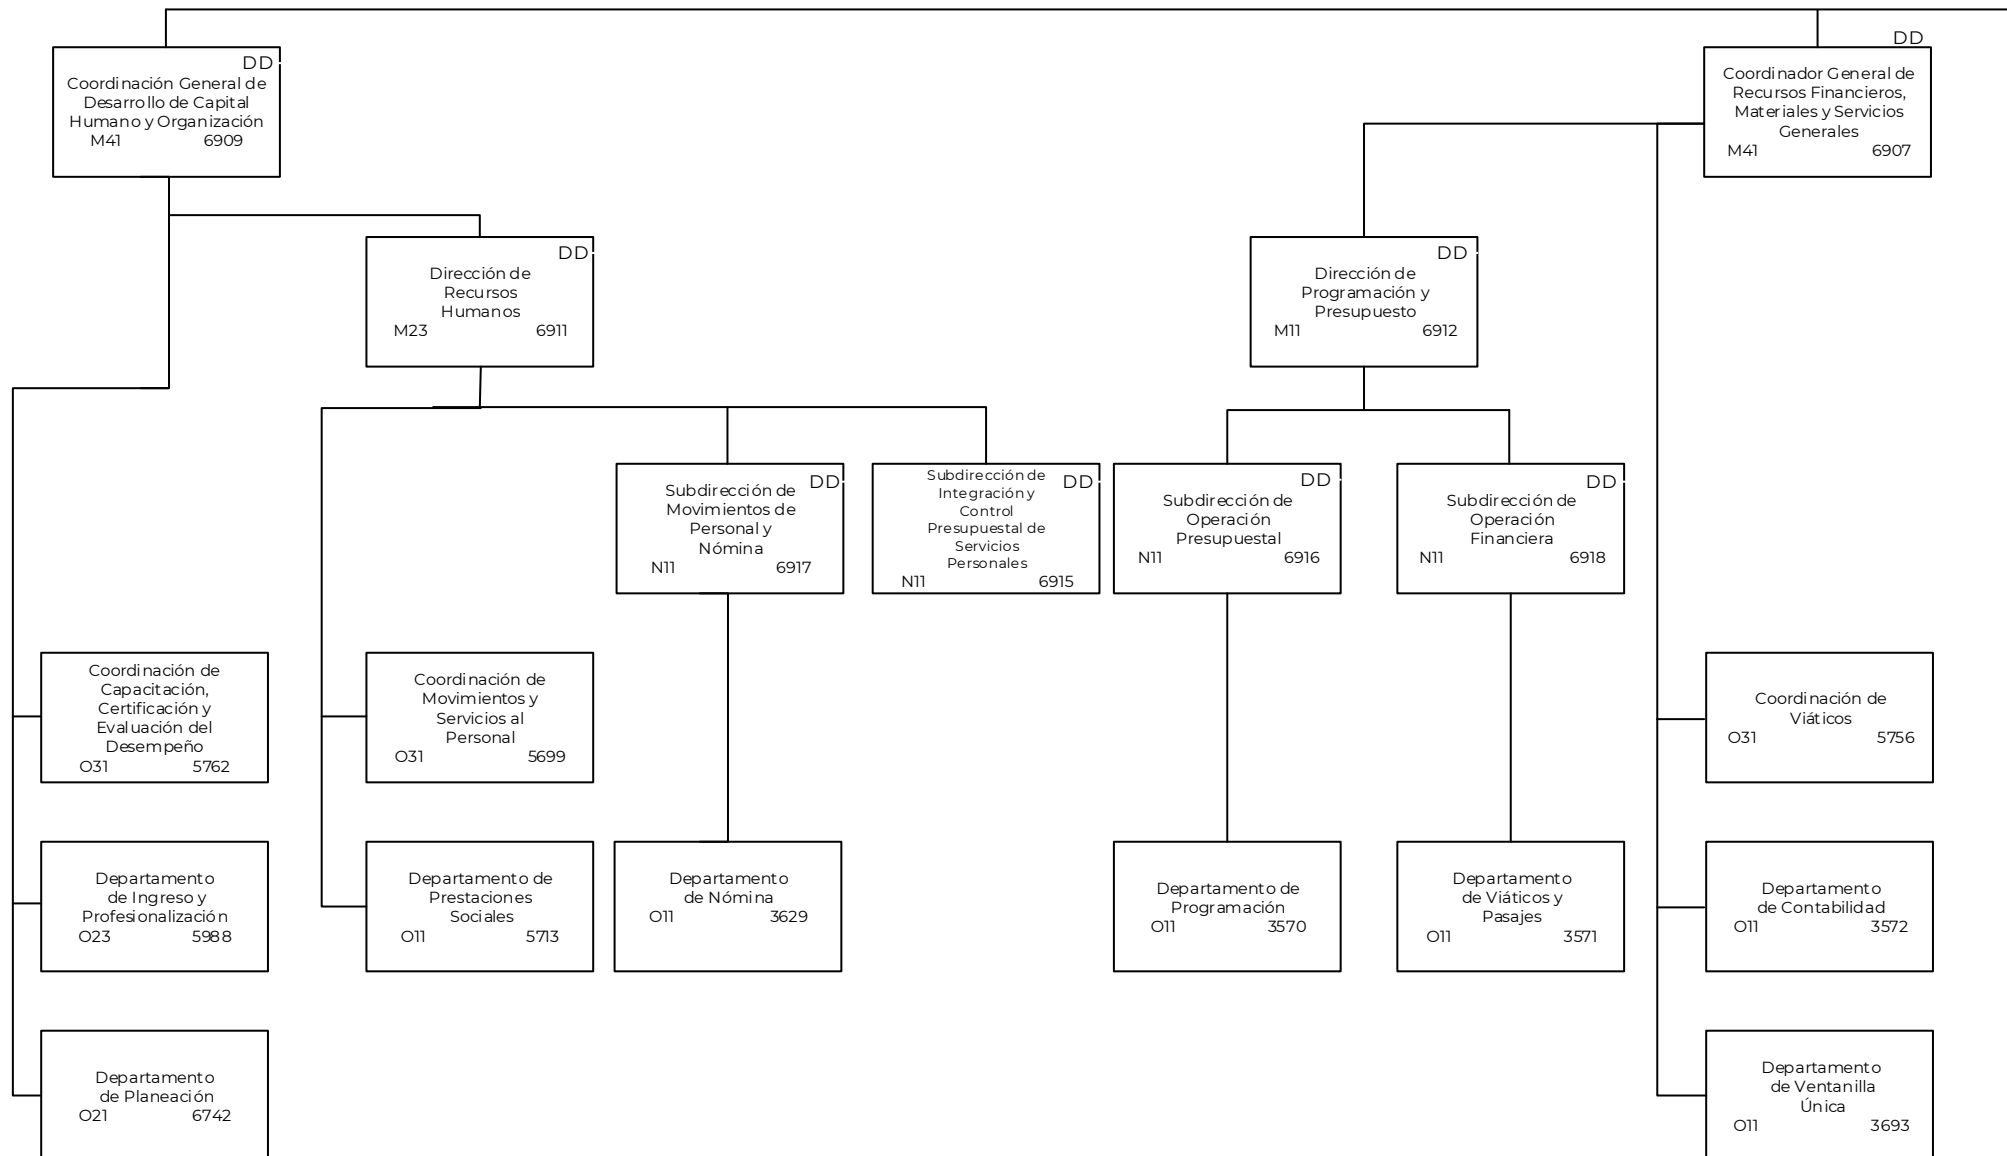 DD
Coordinación General de
Desarrollo de Capital
Humano y Organización
M41 6909
DD
Coordinador General de
Recursos Financieros,
Materiales y Servicios
Generales
M41 6907
DD
Dirección de
Recursos
Humanos
M23 6911
DD
Dirección de
Programación y
Presupuesto
M11 6912
DD
Subdirección de
Movimientos de
Personal y
Nómina
N11 6917
DD
Subdirección de
Integración y
Control
Presupuestal de
Servicios
Personales
N11 6915
DD
Subdirección de
Operación
Presupuestal
N11 6916
DD
Subdirección de
Operación
Financiera
N11 6918
Coordinación de
Capacitación,
Certificación y
Evaluación del
Desempeño
O31 5762
Coordinación de
Movimientos y
Servicios al
Personal
O31 5699
Coordinación de
Viáticos
O31 5756
Departamento
de Ingreso y
Profesionalización
O23 5988
Departamento de
Prestaciones
Sociales
O11 5713
Departamento
de Nómina
O11 3629
Departamento de
Programación
O11 3570
Departamento
de Viáticos y
Pasajes
O11 3571
Departamento
de Contabilidad
O11 3572
Departamento
de Planeación
O21 6742
Departamento
de Ventanilla
Única
O11 3693